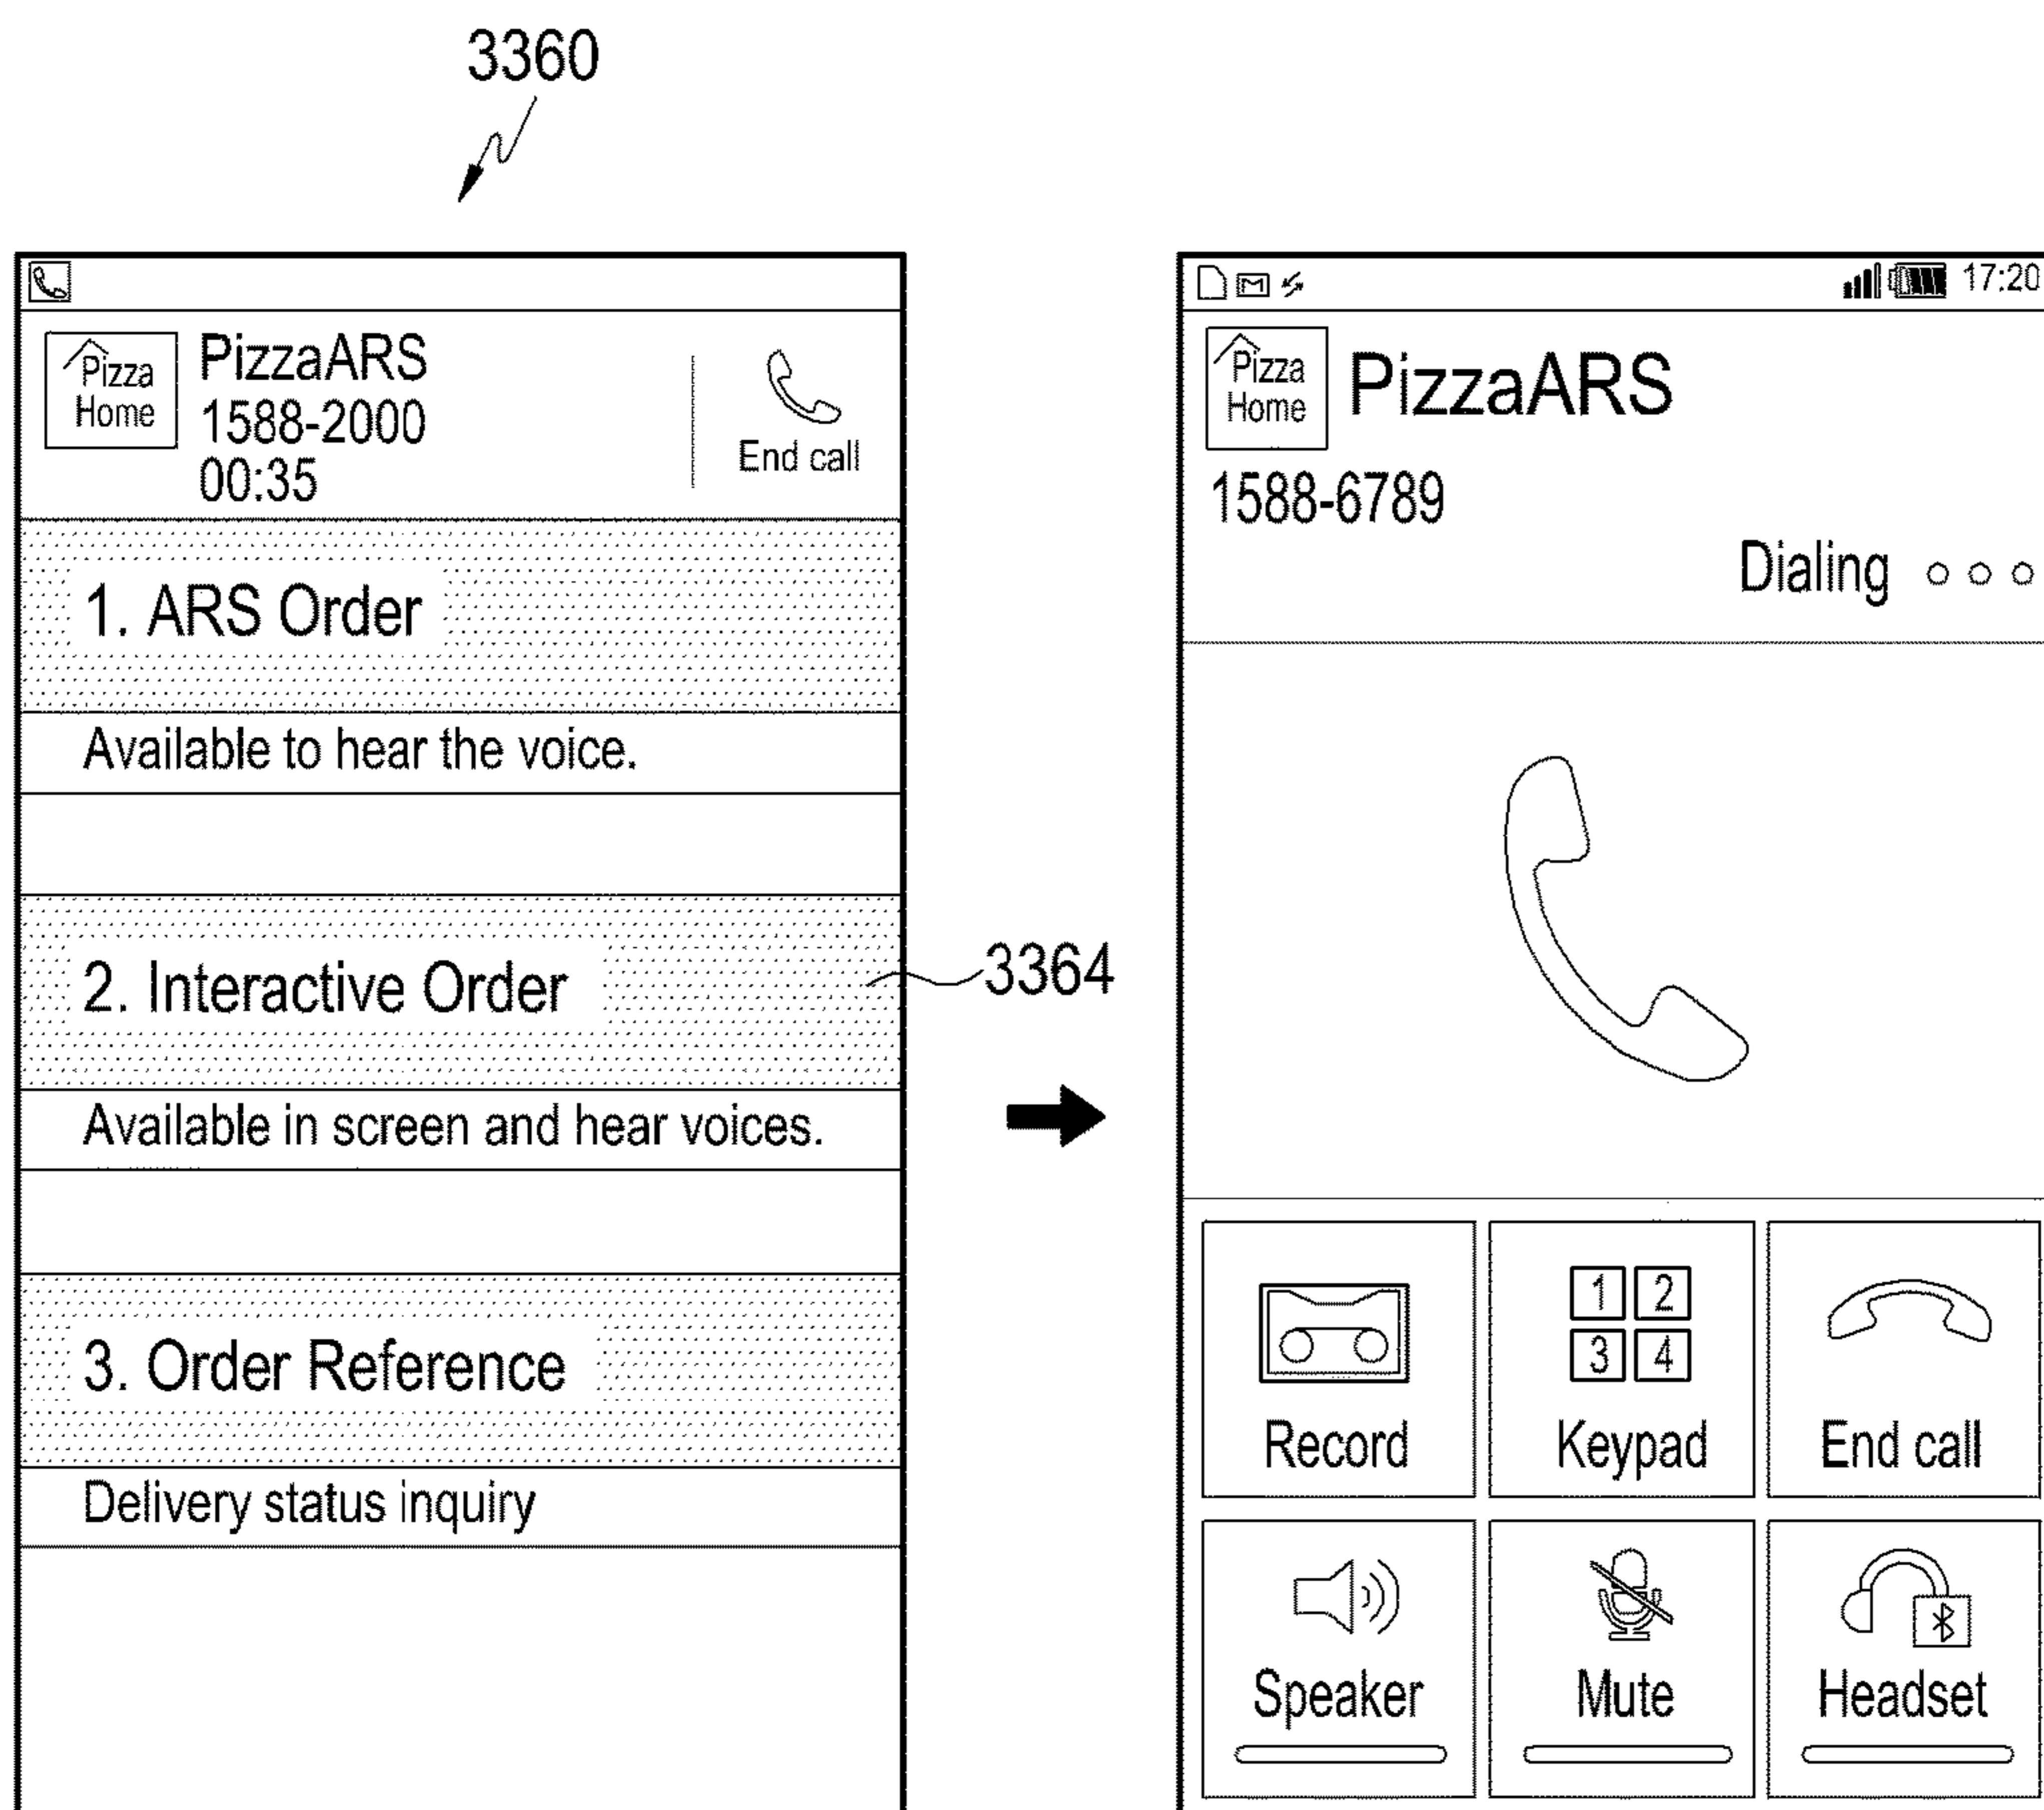 3360
Pizza
Home
PizzaARS
1588-2000
00:35
End call
1. ARS Order
Available to hear the voice.
2. Interactive Order
3364
Available in screen and hear voices.
3. Order Reference
Delivery status inquiry
17:20
Pizza
Home
PizzaARS
1588-6789
Dialing ○ ○ ○
1 2
3 4
Record
Keypad
End call
Speaker
Mute
Headset